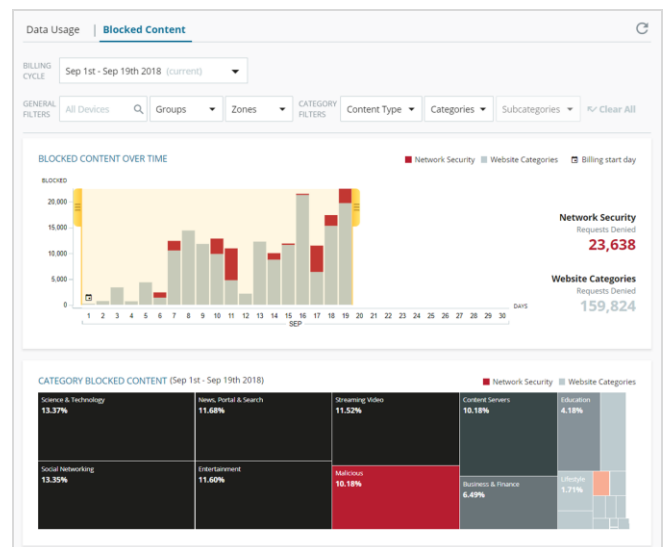 Data Usage | Blocked Content
BILLING CYCLE
Sep 1st - Sep 19th 2018 (current)
GENERAL FILTERS
All Devices
Groups
Zones
CATEGORY FILTERS
Content Type
Categories
Subcategories
Clear All
BLOCKED CONTENT OVER TIME
Network Security
Website Categories
Billing start day
BLOCKED
20,000
15,000
10,000
5,000
0
1 2 3 4 5 6 7 8 9 10 11 12 13 14 15 16 17 18 19 20 21 22 23 24 25 26 27 28 29 30
DAYS
SEP
Network Security
Requests Denied
23,638
Website Categories
Requests Denied
159,824
CATEGORY BLOCKED CONTENT (Sep 1st - Sep 19th 2018)
Network Security
Website Categories
Science & Technology
13.37%
News, Portal & Search
11.68%
Streaming Video
11.52%
Content Servers
10.18%
Education
4.18%
Social Networking
13.35%
Entertainment
11.60%
Malicious
10.18%
Business & Finance
6.49%
Lifestyle
1.71%